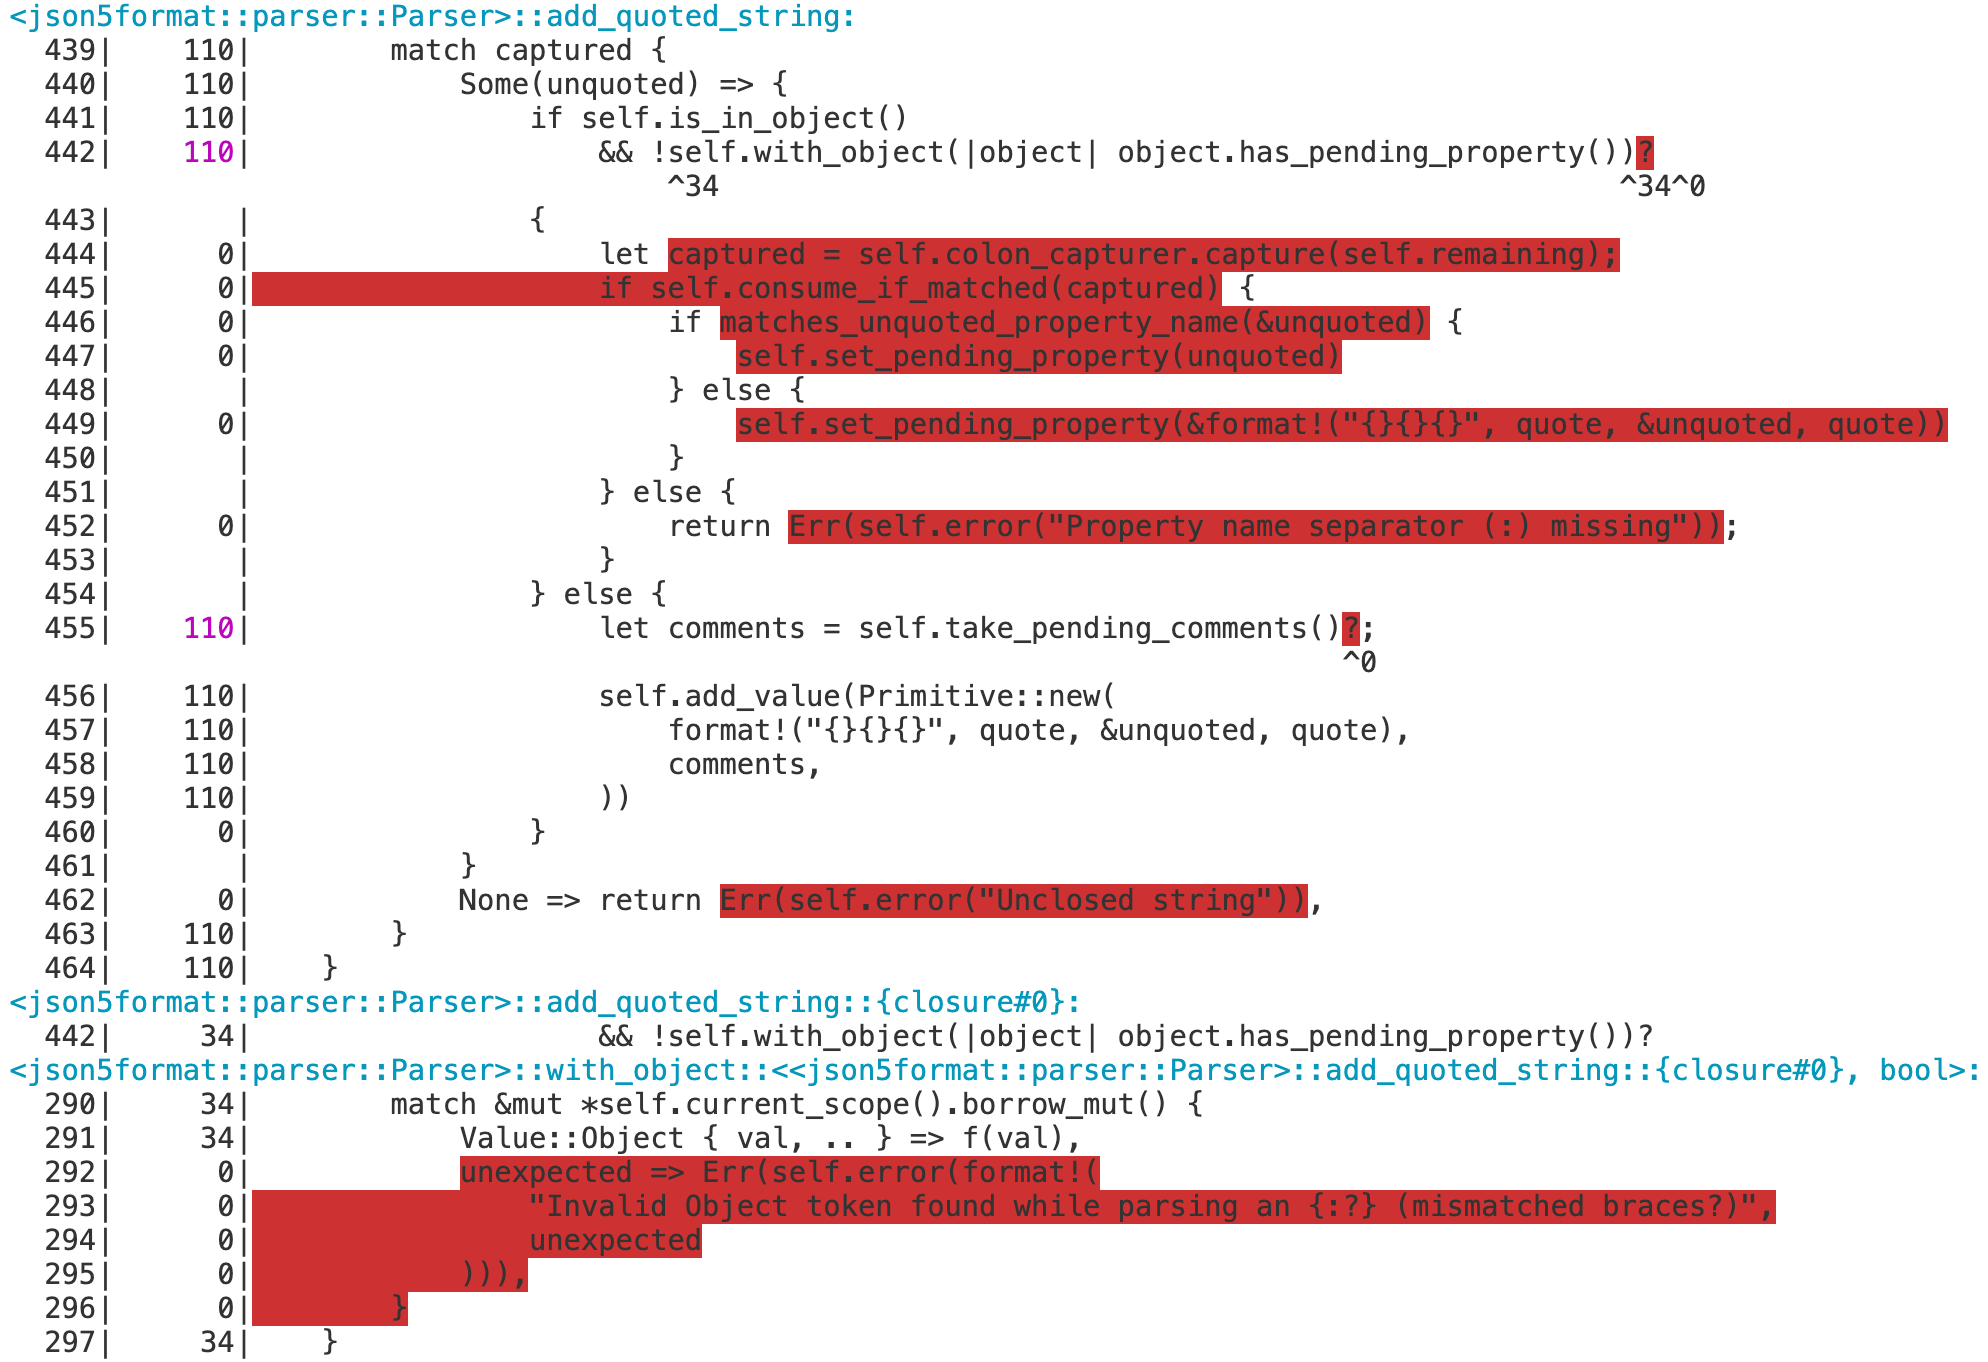 <json5format::parser::Parser>::add_quoted_string:
  439|    110|        match captured {
  440|    110|            Some(unquoted) => {
  441|    110|                if self.is_in_object()
  442|    110|                    && !self.with_object(|object| object.has_pending_property())?
                                        ^34                                                    ^34^0
  443|       |                {
  444|      0|                    let captured = self.colon_capturer.capture(self.remaining);
  445|      0|                    if self.consume_if_matched(captured) {
  446|      0|                        if matches_unquoted_property_name(&unquoted) {
  447|      0|                            self.set_pending_property(unquoted)
  448|       |                        } else {
  449|      0|                            self.set_pending_property(&format!("{}{}{}", quote, &unquoted, quote))
  450|       |                        }
  451|       |                    } else {
  452|      0|                        return Err(self.error("Property name separator (:) missing"));
  453|       |                    }
  454|       |                } else {
  455|    110|                    let comments = self.take_pending_comments()?;
                                                                               ^0
  456|    110|                    self.add_value(Primitive::new(
  457|    110|                        format!("{}{}{}", quote, &unquoted, quote),
  458|    110|                        comments,
  459|    110|                    ))
  460|      0|                }
  461|       |            }
  462|      0|            None => return Err(self.error("Unclosed string")),
  463|    110|        }
  464|    110|    }
<json5format::parser::Parser>::add_quoted_string::{closure#0}:
  442|     34|                    && !self.with_object(|object| object.has_pending_property())?
<json5format::parser::Parser>::with_object::<<json5format::parser::Parser>::add_quoted_string::{closure#0}, bool>:
  290|     34|        match &mut *self.current_scope().borrow_mut() {
  291|     34|            Value::Object { val, .. } => f(val),
  292|      0|            unexpected => Err(self.error(format!(
  293|      0|                "Invalid Object token found while parsing an {:?} (mismatched braces?)",
  294|      0|                unexpected
  295|      0|            ))),
  296|      0|        }
  297|     34|    }